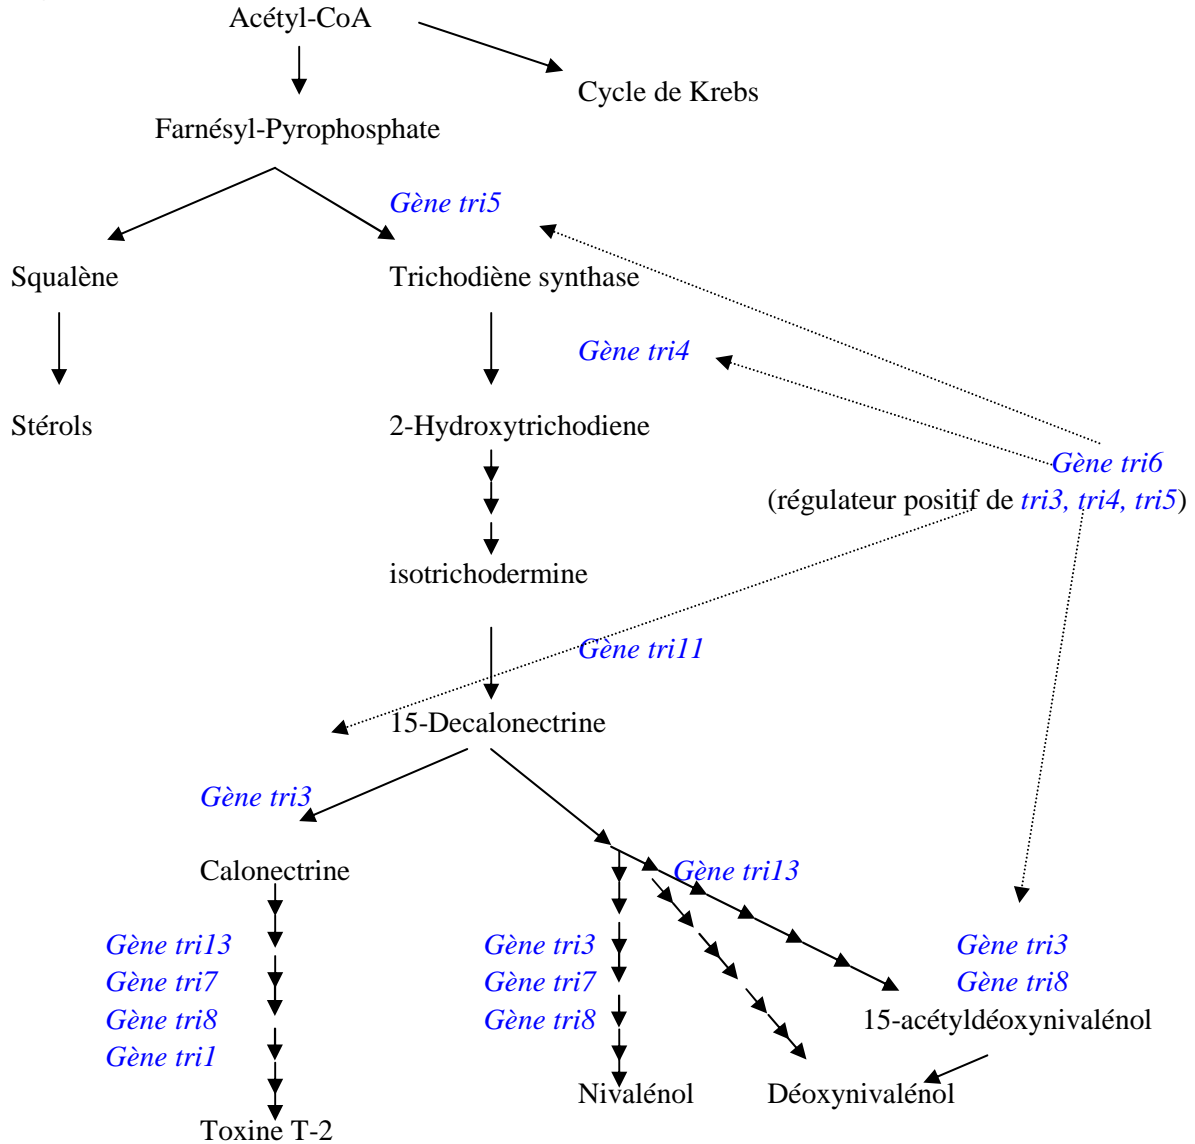 Acétyl-CoA
Cycle de Krebs
Farnésyl-Pyrophosphate
Gène tri5
Squalène
Trichodiène synthase
Gène tri4
Stérols
2-Hydroxytrichodiene
Gène tri6
(régulateur positif de tri3, tri4, tri5)
isotrichodermine
Gène tri11
15-Decalonectrine
Gène tri3
Calonectrine
Gène tri13
Gène tri13
Gène tri7
Gène tri8
Gène tri1
Gène tri3
Gène tri7
Gène tri8
Gène tri3
Gène tri8
15-acétyldéoxynivalénol
Nivalénol
Déoxynivalénol
Toxine T-2